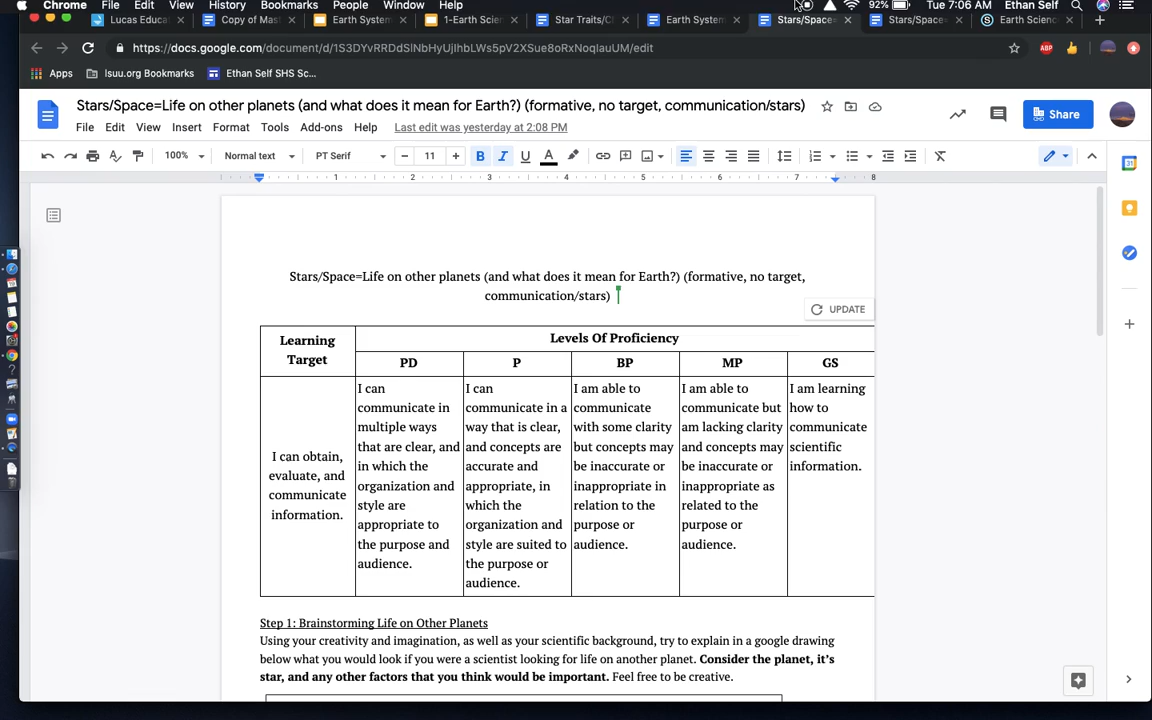 Chrome File Edit View History Bookmarks People Window Help 92% Tue 7:06 AM Ethan Self
Lucas Educa Copy of Mast Earth System 1-Earth Scien Star Traits/C Earth System Stars/Space= Stars/Space= Earth Science
https://docs.google.com/document/d/1S3DYvRRDdSlNbHyUjlhbLWs5pV2XSue8oRxNoqlauUM/edit
Apps lsuu.org Bookmarks Ethan Self SHS Sc...
Stars/Space=Life on other planets (and what does it mean for Earth?) (formative, no target, communication/stars)
Share
File Edit View Insert Format Tools Add-ons Help Last edit was yesterday at 2:08 PM
100% Normal text PT Serif 11
1 2 3 4 5 6 7 8
Stars/Space=Life on other planets (and what does it mean for Earth?) (formative, no target,
communication/stars)
UPDATE
Learning
Target
Levels Of Proficiency
PD P BP MP GS
I can obtain,
evaluate, and
communicate
information.
I can
communicate in
multiple ways
that are clear, and
in which the
organization and
style are
appropriate to
the purpose and
audience.
I can
communicate in a
way that is clear,
and concepts are
accurate and
appropriate, in
which the
organization and
style are suited to
the purpose or
audience.
I am able to
communicate
with some clarity
but concepts may
be inaccurate or
inappropriate in
relation to the
purpose or
audience.
I am able to
communicate but
am lacking clarity
and concepts may
be inaccurate or
inappropriate as
related to the
purpose or
audience.
I am learning
how to
communicate
scientific
information.
Step 1: Brainstorming Life on Other Planets
Using your creativity and imagination, as well as your scientific background, try to explain in a google drawing
below what you would look if you were a scientist looking for life on another planet. Consider the planet, it's
star, and any other factors that you think would be important. Feel free to be creative.